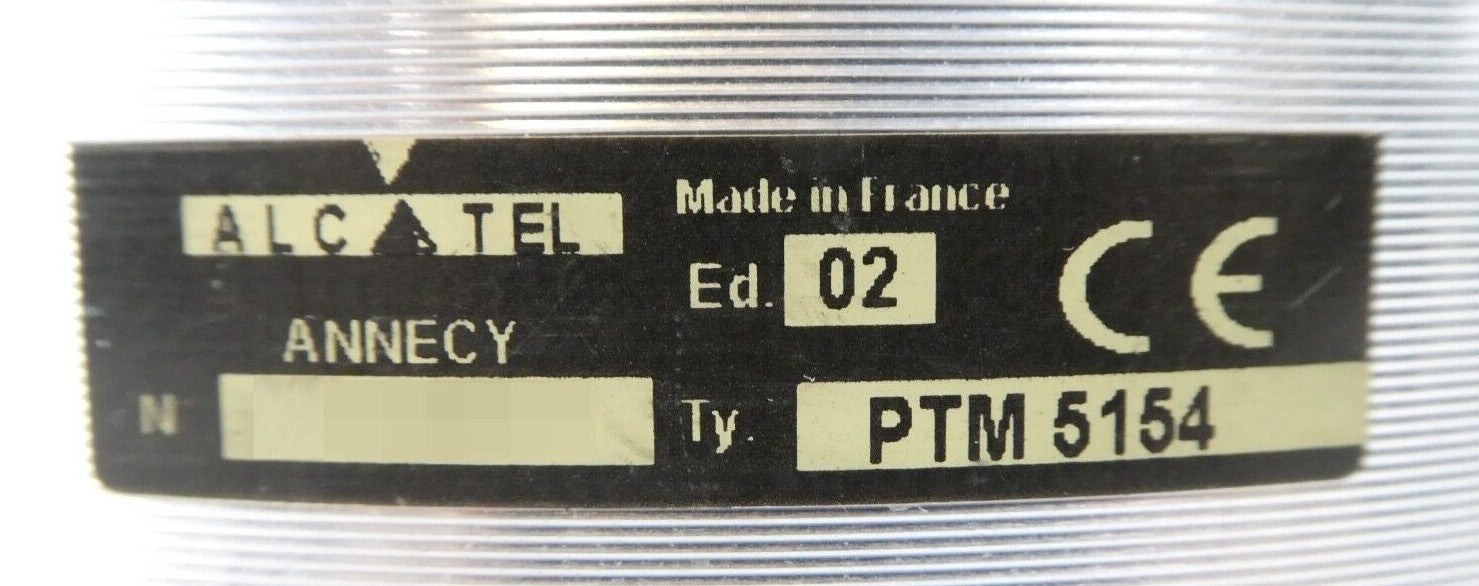 ALCATEL
ANNECY
N
Made in France
Ed. 02
CE
Ty. PTM 5154